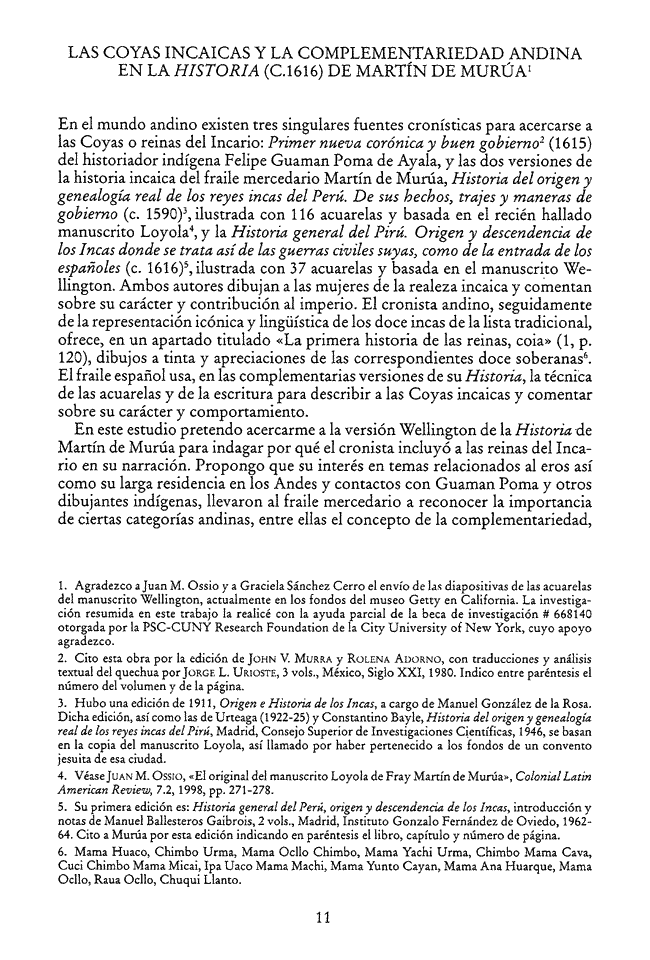 LAS COYAS INCAICAS Y LA COMPLEMENTARIEDAD ANDINA
EN LA HISTORIA (C.1616) DE MARTÍN DE MURÚA¹
En el mundo andino existen tres singulares fuentes cronísticas para acercarse a
las Coyas o reinas del Incario: Primer nueva corónica y buen gobierno² (1615)
del historiador indígena Felipe Guaman Poma de Ayala, y las dos versiones de
la historia incaica del fraile mercedario Martín de Murúa, Historia del origen y
genealogía real de los reyes incas del Perú. De sus hechos, trajes y maneras de
gobierno (c. 1590)³, ilustrada con 116 acuarelas y basada en el recién hallado
manuscrito Loyola⁴, y la Historia general del Pirú. Origen y descendencia de
los Incas donde se trata así de las guerras civiles suyas, como de la entrada de los
españoles (c. 1616)⁵, ilustrada con 37 acuarelas y basada en el manuscrito We-
llington. Ambos autores dibujan a las mujeres de la realeza incaica y comentan
sobre su carácter y contribución al imperio. El cronista andino, seguidamente
de la representación icónica y lingüística de los doce incas de la lista tradicional,
ofrece, en un apartado titulado «La primera historia de las reinas, coia» (1, p.
120), dibujos a tinta y apreciaciones de las correspondientes doce soberanas⁶.
El fraile español usa, en las complementarias versiones de su Historia, la técnica
de las acuarelas y de la escritura para describir a las Coyas incaicas y comentar
sobre su carácter y comportamiento.
En este estudio pretendo acercarme a la versión Wellington de la Historia de
Martín de Murúa para indagar por qué el cronista incluyó a las reinas del Inca-
rio en su narración. Propongo que su interés en temas relacionados al eros así
como su larga residencia en los Andes y contactos con Guaman Poma y otros
dibujantes indígenas, llevaron al fraile mercedario a reconocer la importancia
de ciertas categorías andinas, entre ellas el concepto de la complementariedad,
1. Agradezco a Juan M. Ossio y a Graciela Sánchez Cerro el envío de las diapositivas de las acuarelas
del manuscrito Wellington, actualmente en los fondos del museo Getty en California. La investiga-
ción resumida en este trabajo la realicé con la ayuda parcial de la beca de investigación # 668140
otorgada por la PSC-CUNY Research Foundation de la City University of New York, cuyo apoyo
agradezco.
2. Cito esta obra por la edición de JOHN V. MURRA y ROLENA ADORNO, con traducciones y análisis
textual del quechua por JORGE L. URIOSTE, 3 vols., México, Siglo XXI, 1980. Indico entre paréntesis el
número del volumen y de la página.
3. Hubo una edición de 1911, Origen e Historia de los Incas, a cargo de Manuel González de la Rosa.
Dicha edición, así como las de Urteaga (1922-25) y Constantino Bayle, Historia del origen y genealogía
real de los reyes incas del Pirú, Madrid, Consejo Superior de Investigaciones Científicas, 1946, se basan
en la copia del manuscrito Loyola, así llamado por haber pertenecido a los fondos de un convento
jesuita de esa ciudad.
4. Véase JUAN M. OSSIO, «El original del manuscrito Loyola de Fray Martín de Murúa», Colonial Latin
American Review, 7.2, 1998, pp. 271-278.
5. Su primera edición es: Historia general del Perú, origen y descendencia de los Incas, introducción y
notas de Manuel Ballesteros Gaibrois, 2 vols., Madrid, Instituto Gonzalo Fernández de Oviedo, 1962-
64. Cito a Murúa por esta edición indicando en paréntesis el libro, capítulo y número de página.
6. Mama Huaco, Chimbo Urma, Mama Ocllo Chimbo, Mama Yachi Urma, Chimbo Mama Cava,
Cuci Chimbo Mama Micai, Ipa Uaco Mama Machi, Mama Yunto Cayan, Mama Ana Huarque, Mama
Ocllo, Raua Ocllo, Chuqui Llanto.
11